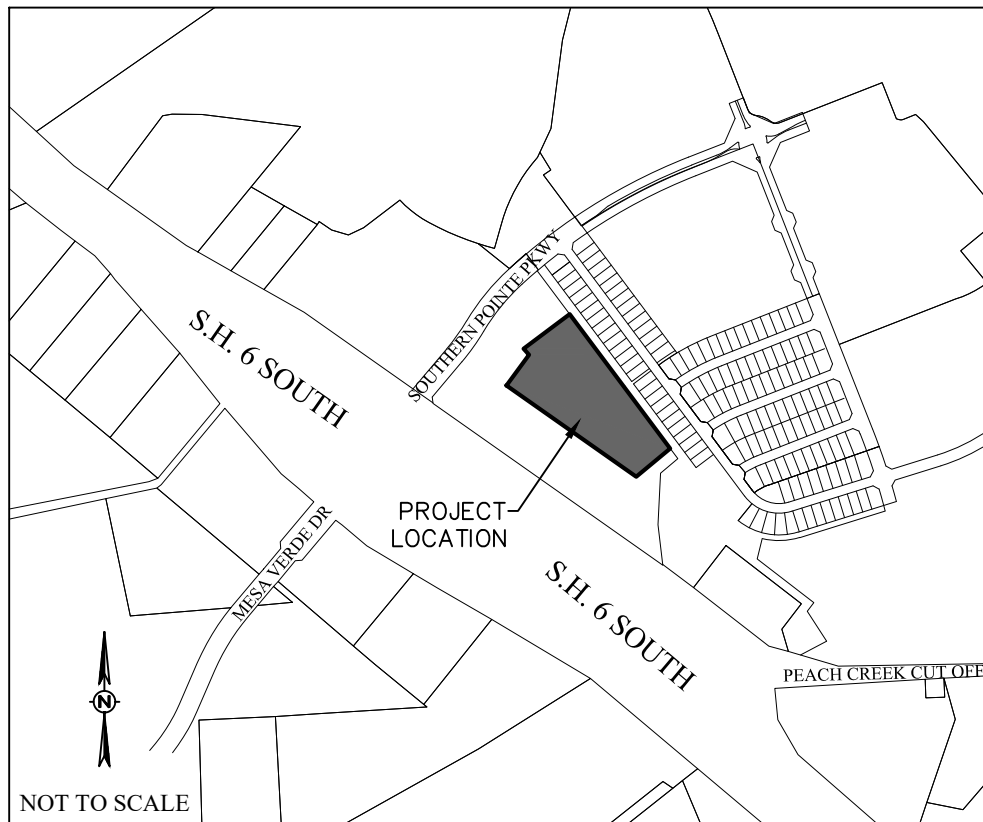 SOUTHERN POINTE PKWY
S.H. 6 SOUTH
PROJECT
LOCATION
MESA VERDE DR
S.H. 6 SOUTH
PEACH CREEK CUT OFF
N
NOT TO SCALE